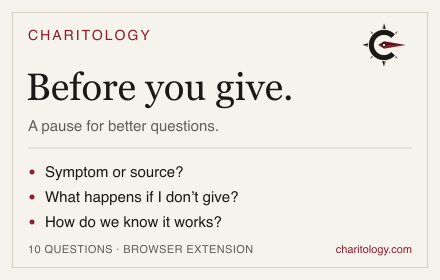 CHARITOLOGY
Before you give.
A pause for better questions.
• Symptom or source?
• What happens if I don’t give?
• How do we know it works?
10 QUESTIONS · BROWSER EXTENSION
charitology.com